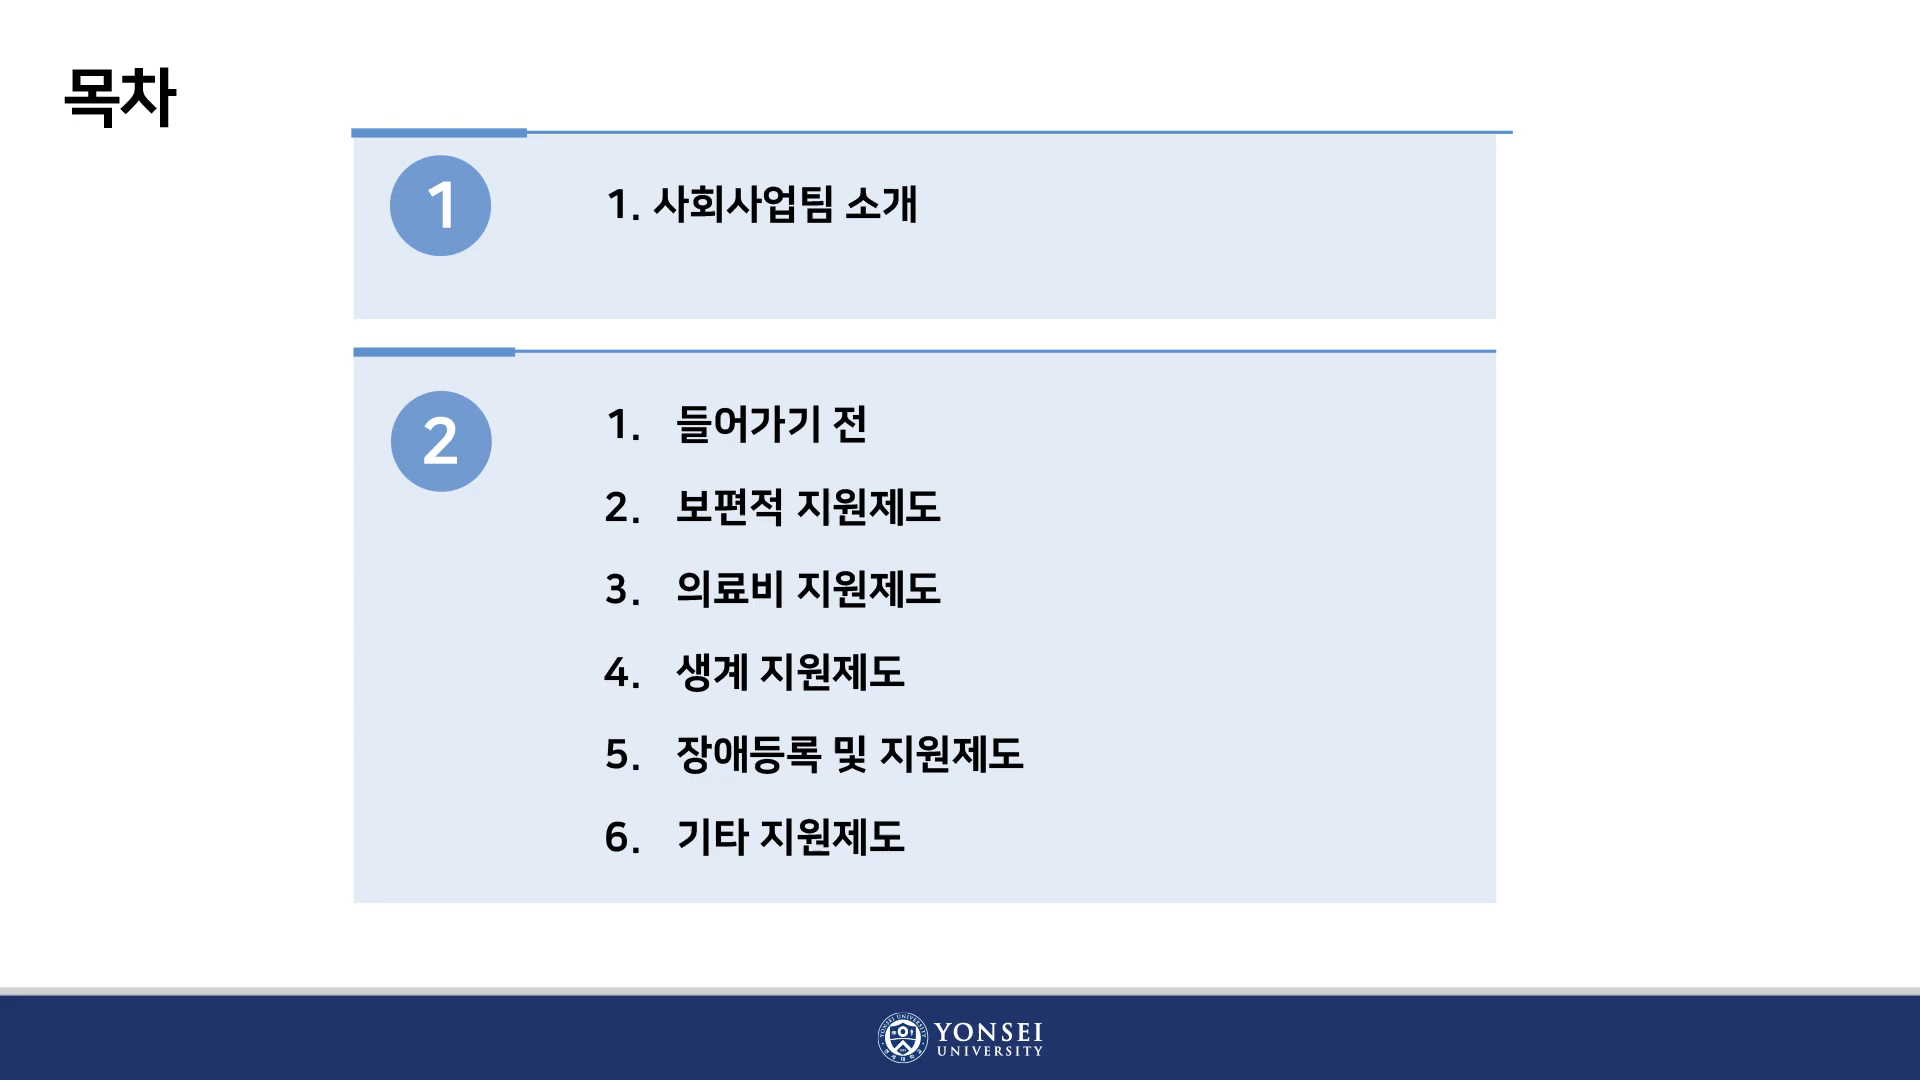 목차
1
1. 사회사업팀 소개
2
1. 들어가기 전
2. 보편적 지원제도
3. 의료비 지원제도
4. 생계 지원제도
5. 장애등록 및 지원제도
6. 기타 지원제도
YONSEI
UNIVERSITY